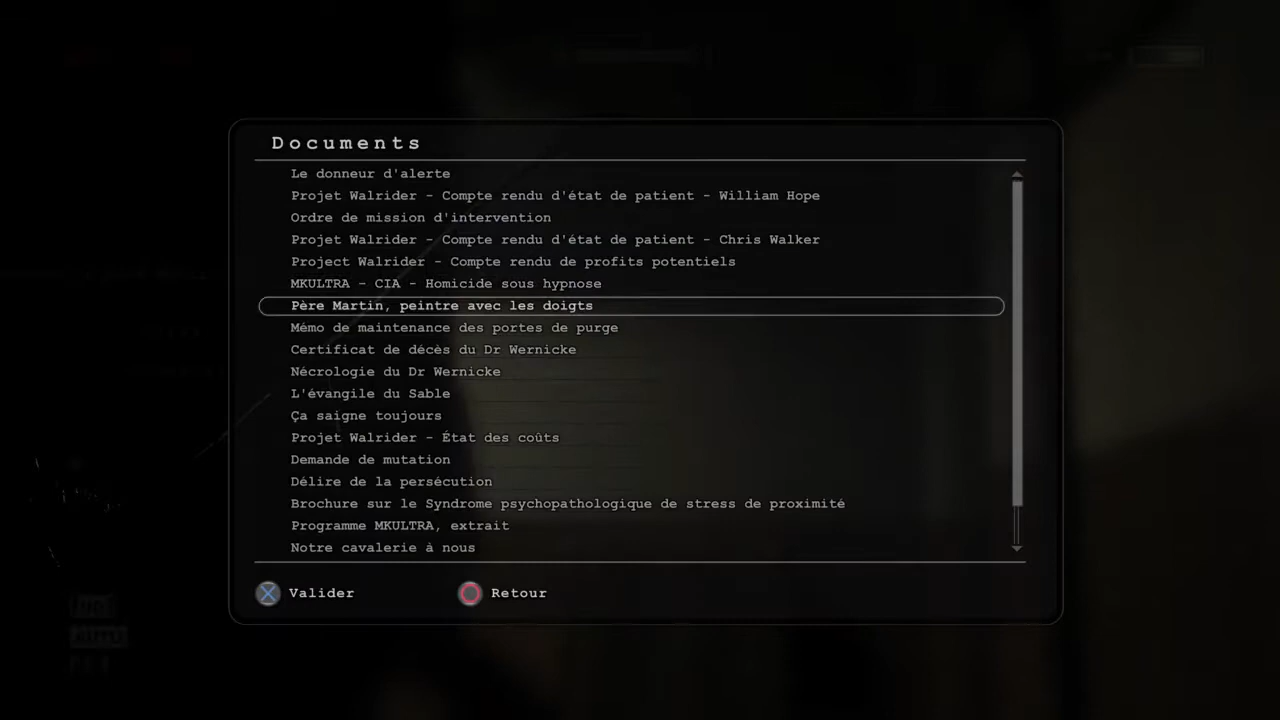 Documents
Le donneur d'alerte
Projet Walrider - Compte rendu d'état de patient - William Hope
Ordre de mission d'intervention
Projet Walrider - Compte rendu d'état de patient - Chris Walker
Project Walrider - Compte rendu de profits potentiels
MKULTRA - CIA - Homicide sous hypnose
Père Martin, peintre avec les doigts
Mémo de maintenance des portes de purge
Certificat de décès du Dr Wernicke
Nécrologie du Dr Wernicke
L'évangile du Sable
Ça saigne toujours
Projet Walrider - État des coûts
Demande de mutation
Délire de la persécution
Brochure sur le Syndrome psychopathologique de stress de proximité
Programme MKULTRA, extrait
Notre cavalerie à nous
Valider
Retour